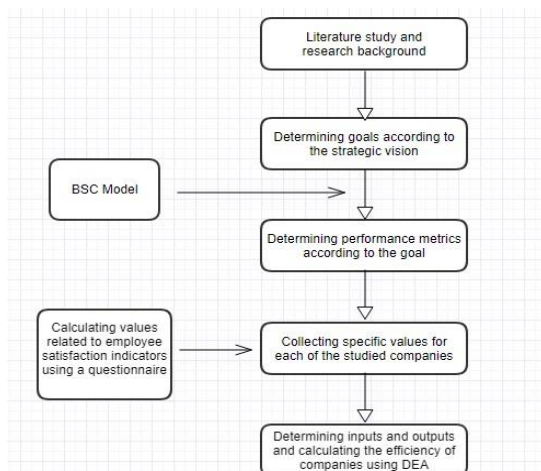 Literature study and
research background
Determining goals according to
the strategic vision
BSC Model
Determining performance metrics
according to the goal
Calculating values
related to employee
satisfaction indicators
using a questionnaire
Collecting specific values for
each of the studied companies
Determining inputs and outputs
and calculating the efficiency of
companies using DEA